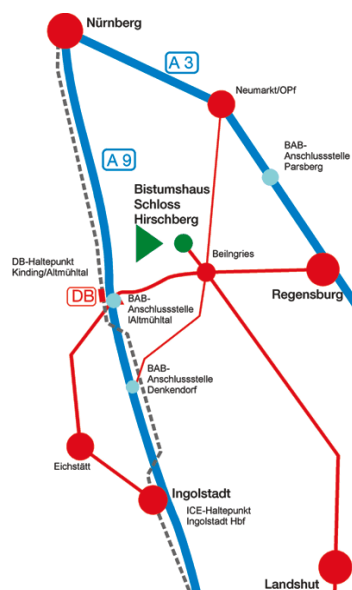 Nürnberg
A 3
Neumarkt/OPf
BAB-
Anschlussstelle
Parsberg
A 9
Bistumshaus
Schloss
Hirschberg
Beilngries
DB-Haltepunkt
Kinding/Altmühltal
Regensburg
DB
BAB-
Anschlussstelle
lAltmühltal
BAB-
Anschlussstelle
Denkendorf
Eichstätt
Ingolstadt
ICE-Haltepunkt
Ingolstadt Hbf
Landshut